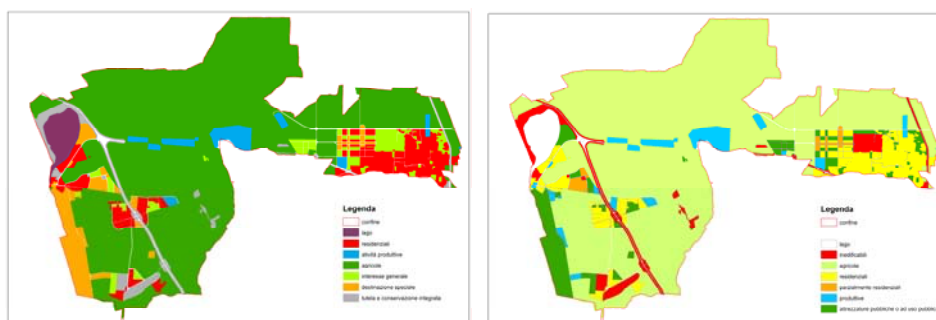 Legenda
confine
lago
residenziali
attività produttive
agricole
interesse generale
destinazione speciale
tutela e conservazione integrata
Legenda
confine
lago
inedificabili
agricole
residenziali
parzialmente residenziali
produttive
attrezzature pubbliche o ad uso pubblico